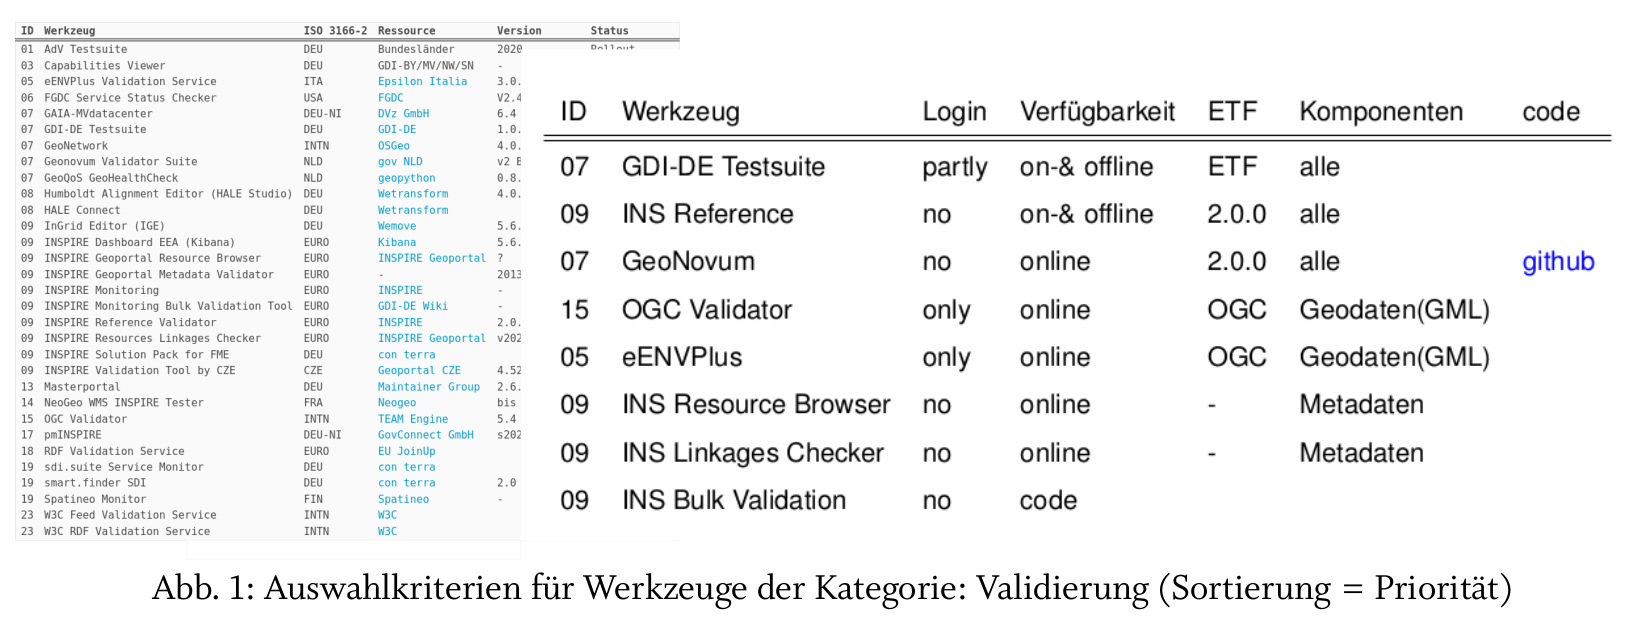 ID Werkzeug ISO 3166-2 Ressource Version Status
01 AdV Testsuite DEU Bundesländer 2020 Rollout
03 Capabilities Viewer DEU GDI-BY/MV/NW/SN -
05 eENVPlus Validation Service ITA Epsilon Italia 3.0.
06 FGDC Service Status Checker USA FGDC V2.4
07 GAIA-MVdatacenter DEU-NI DVz GmbH 6.4
07 GDI-DE Testsuite DEU GDI-DE 1.0.
07 GeoNetwork INTN OSGeo 4.0.
07 Geonovum Validator Suite NLD gov NLD v2
07 GeoQoS GeoHealthCheck NLD geopython 0.8.
08 Humboldt Alignment Editor (HALE Studio) DEU Wetransform 4.0.
08 HALE Connect DEU Wetransform
09 InGrid Editor (IGE) DEU Wemove 5.6.
09 INSPIRE Dashboard EEA (Kibana) EURO Kibana 5.6.
09 INSPIRE Geoportal Resource Browser EURO INSPIRE Geoportal ?
09 INSPIRE Geoportal Metadata Validator EURO - 2013
09 INSPIRE Monitoring EURO INSPIRE -
09 INSPIRE Monitoring Bulk Validation Tool EURO GDI-DE Wiki -
09 INSPIRE Reference Validator EURO INSPIRE 2.0.
09 INSPIRE Resources Linkages Checker EURO INSPIRE Geoportal v202
09 INSPIRE Solution Pack for FME DEU con terra
09 INSPIRE Validation Tool by CZE CZE Geoportal CZE 4.52
13 Masterportal DEU Maintainer Group 2.6.
14 NeoGeo WMS INSPIRE Tester FRA Neogeo bis
15 OGC Validator INTN TEAM Engine 5.4
17 pmINSPIRE DEU-NI GovConnect GmbH s202
18 RDF Validation Service EURO EU JoinUp
19 sdi.suite Service Monitor DEU con terra
19 smart.finder SDI DEU con terra 2.0
19 Spatineo Monitor FIN Spatineo -
23 W3C Feed Validation Service INTN W3C
23 W3C RDF Validation Service INTN W3C
ID Werkzeug Login Verfügbarkeit ETF Komponenten code
07 GDI-DE Testsuite partly on-& offline ETF alle
09 INS Reference no on-& offline 2.0.0 alle
07 GeoNovum no online 2.0.0 alle github
15 OGC Validator only online OGC Geodaten(GML)
05 eENVPlus only online OGC Geodaten(GML)
09 INS Resource Browser no online - Metadaten
09 INS Linkages Checker no online - Metadaten
09 INS Bulk Validation no code
Abb. 1: Auswahlkriterien für Werkzeuge der Kategorie: Validierung (Sortierung = Priorität)